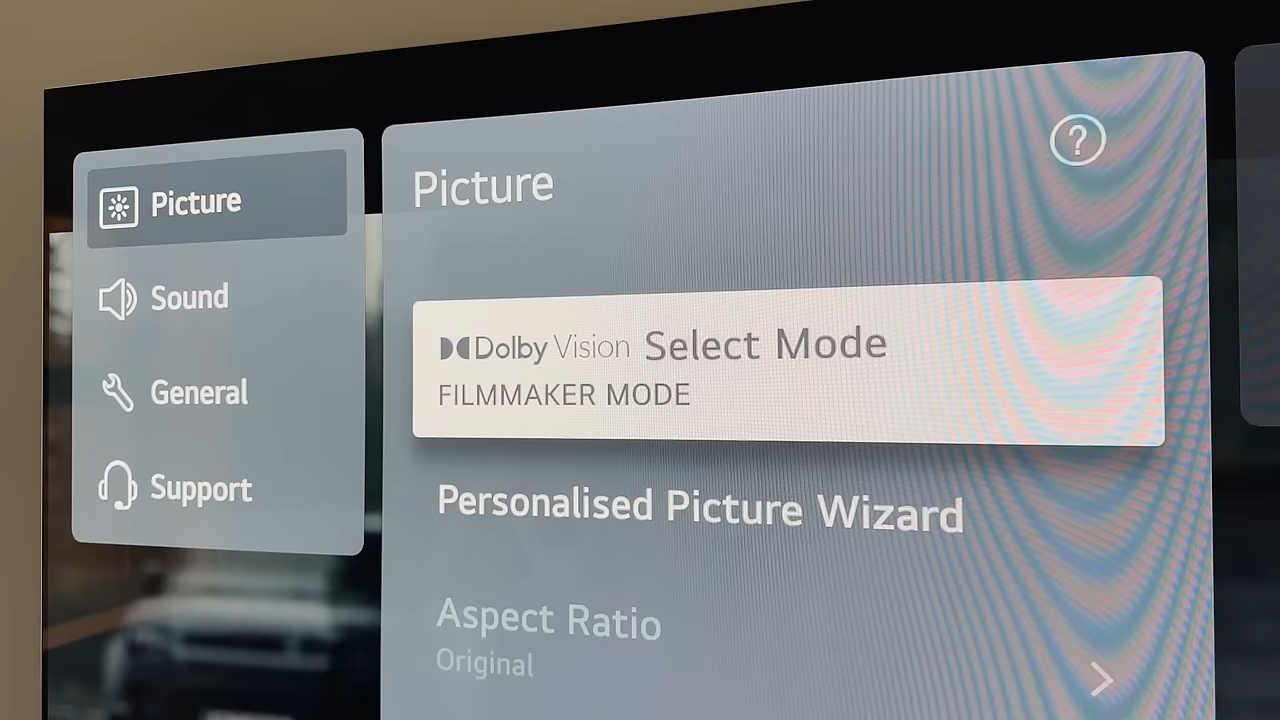 Picture
Sound
General
Support
Picture
?
Dolby Vision Select Mode
FILMMAKER MODE
Personalised Picture Wizard
Aspect Ratio
Original